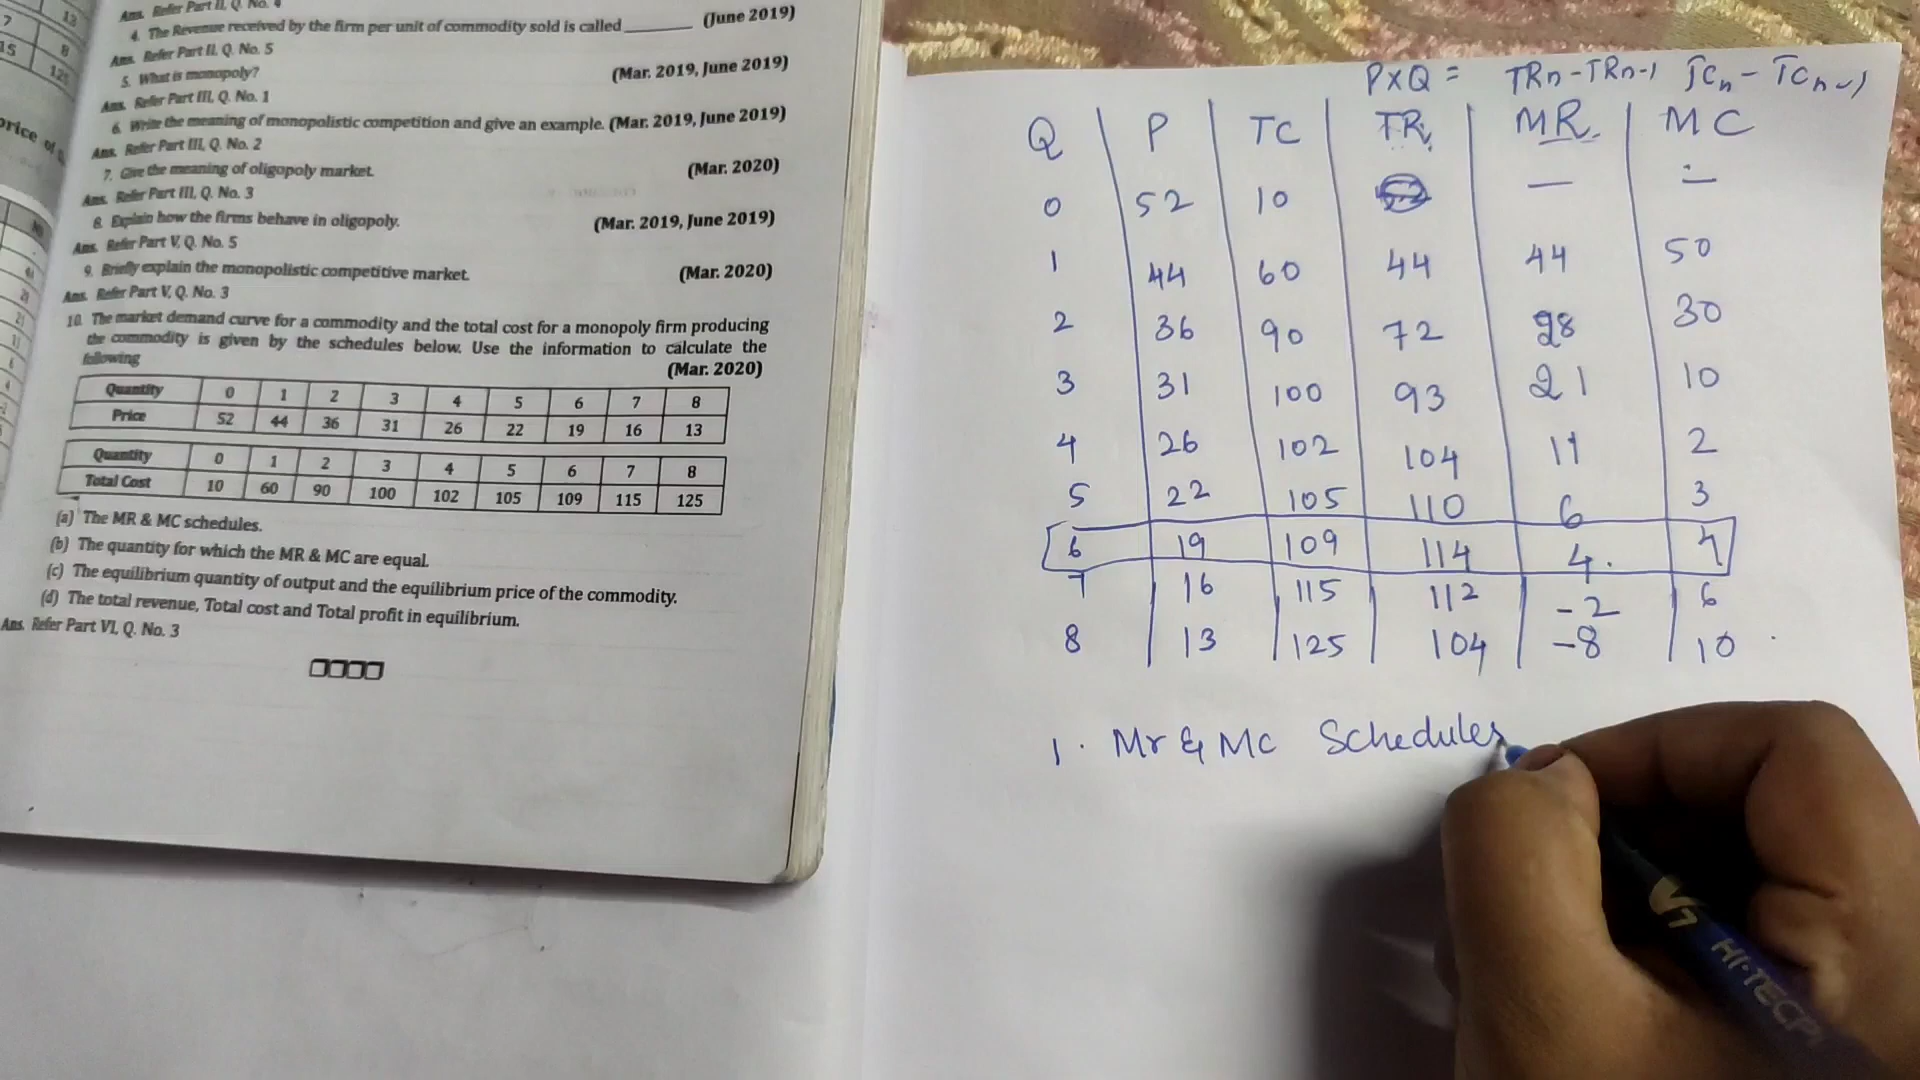 Ans. Refer Part II, Q. No. 4
4. The Revenue received by the firm per unit of commodity sold is called ________ (June 2019)
Ans. Refer Part II. Q. No. 5
5. What is monopoly? (Mar. 2019, June 2019)
Ans. Refer Part III, Q. No. 1
6. Write the meaning of monopolistic competition and give an example. (Mar. 2019, June 2019)
Ans. Refer Part III, Q. No. 2
7. Give the meaning of oligopoly market. (Mar. 2020)
Ans. Refer Part III, Q. No. 3
8. Explain how the firms behave in oligopoly. (Mar. 2019, June 2019)
Ans. Refer Part V, Q. No. 5
9. Briefly explain the monopolistic competitive market. (Mar. 2020)
Ans. Refer Part V, Q. No. 3
10. The market demand curve for a commodity and the total cost for a monopoly firm producing
the commodity is given by the schedules below. Use the information to calculate the
following (Mar. 2020)
Quantity 0 1 2 3 4 5 6 7 8
Price 52 44 36 31 26 22 19 16 13
Quantity 0 1 2 3 4 5 6 7 8
Total Cost 10 60 90 100 102 105 109 115 125
(a) The MR & MC schedules.
(b) The quantity for which the MR & MC are equal.
(c) The equilibrium quantity of output and the equilibrium price of the commodity.
(d) The total revenue, Total cost and Total profit in equilibrium.
Ans. Refer Part VI, Q. No. 3
P x Q = TRn - TRn-1 TCn - TCn-1
Q P TC TR MR MC
0 52 10 — —
1 44 60 44 44 50
2 36 90 72 28 30
3 31 100 93 21 10
4 26 102 104 11 2
5 22 105 110 6 3
6 19 109 114 4 4
7 16 115 112 -2 6
8 13 125 104 -8 10
1. Mr & MC Schedules
V7 HI-TECP